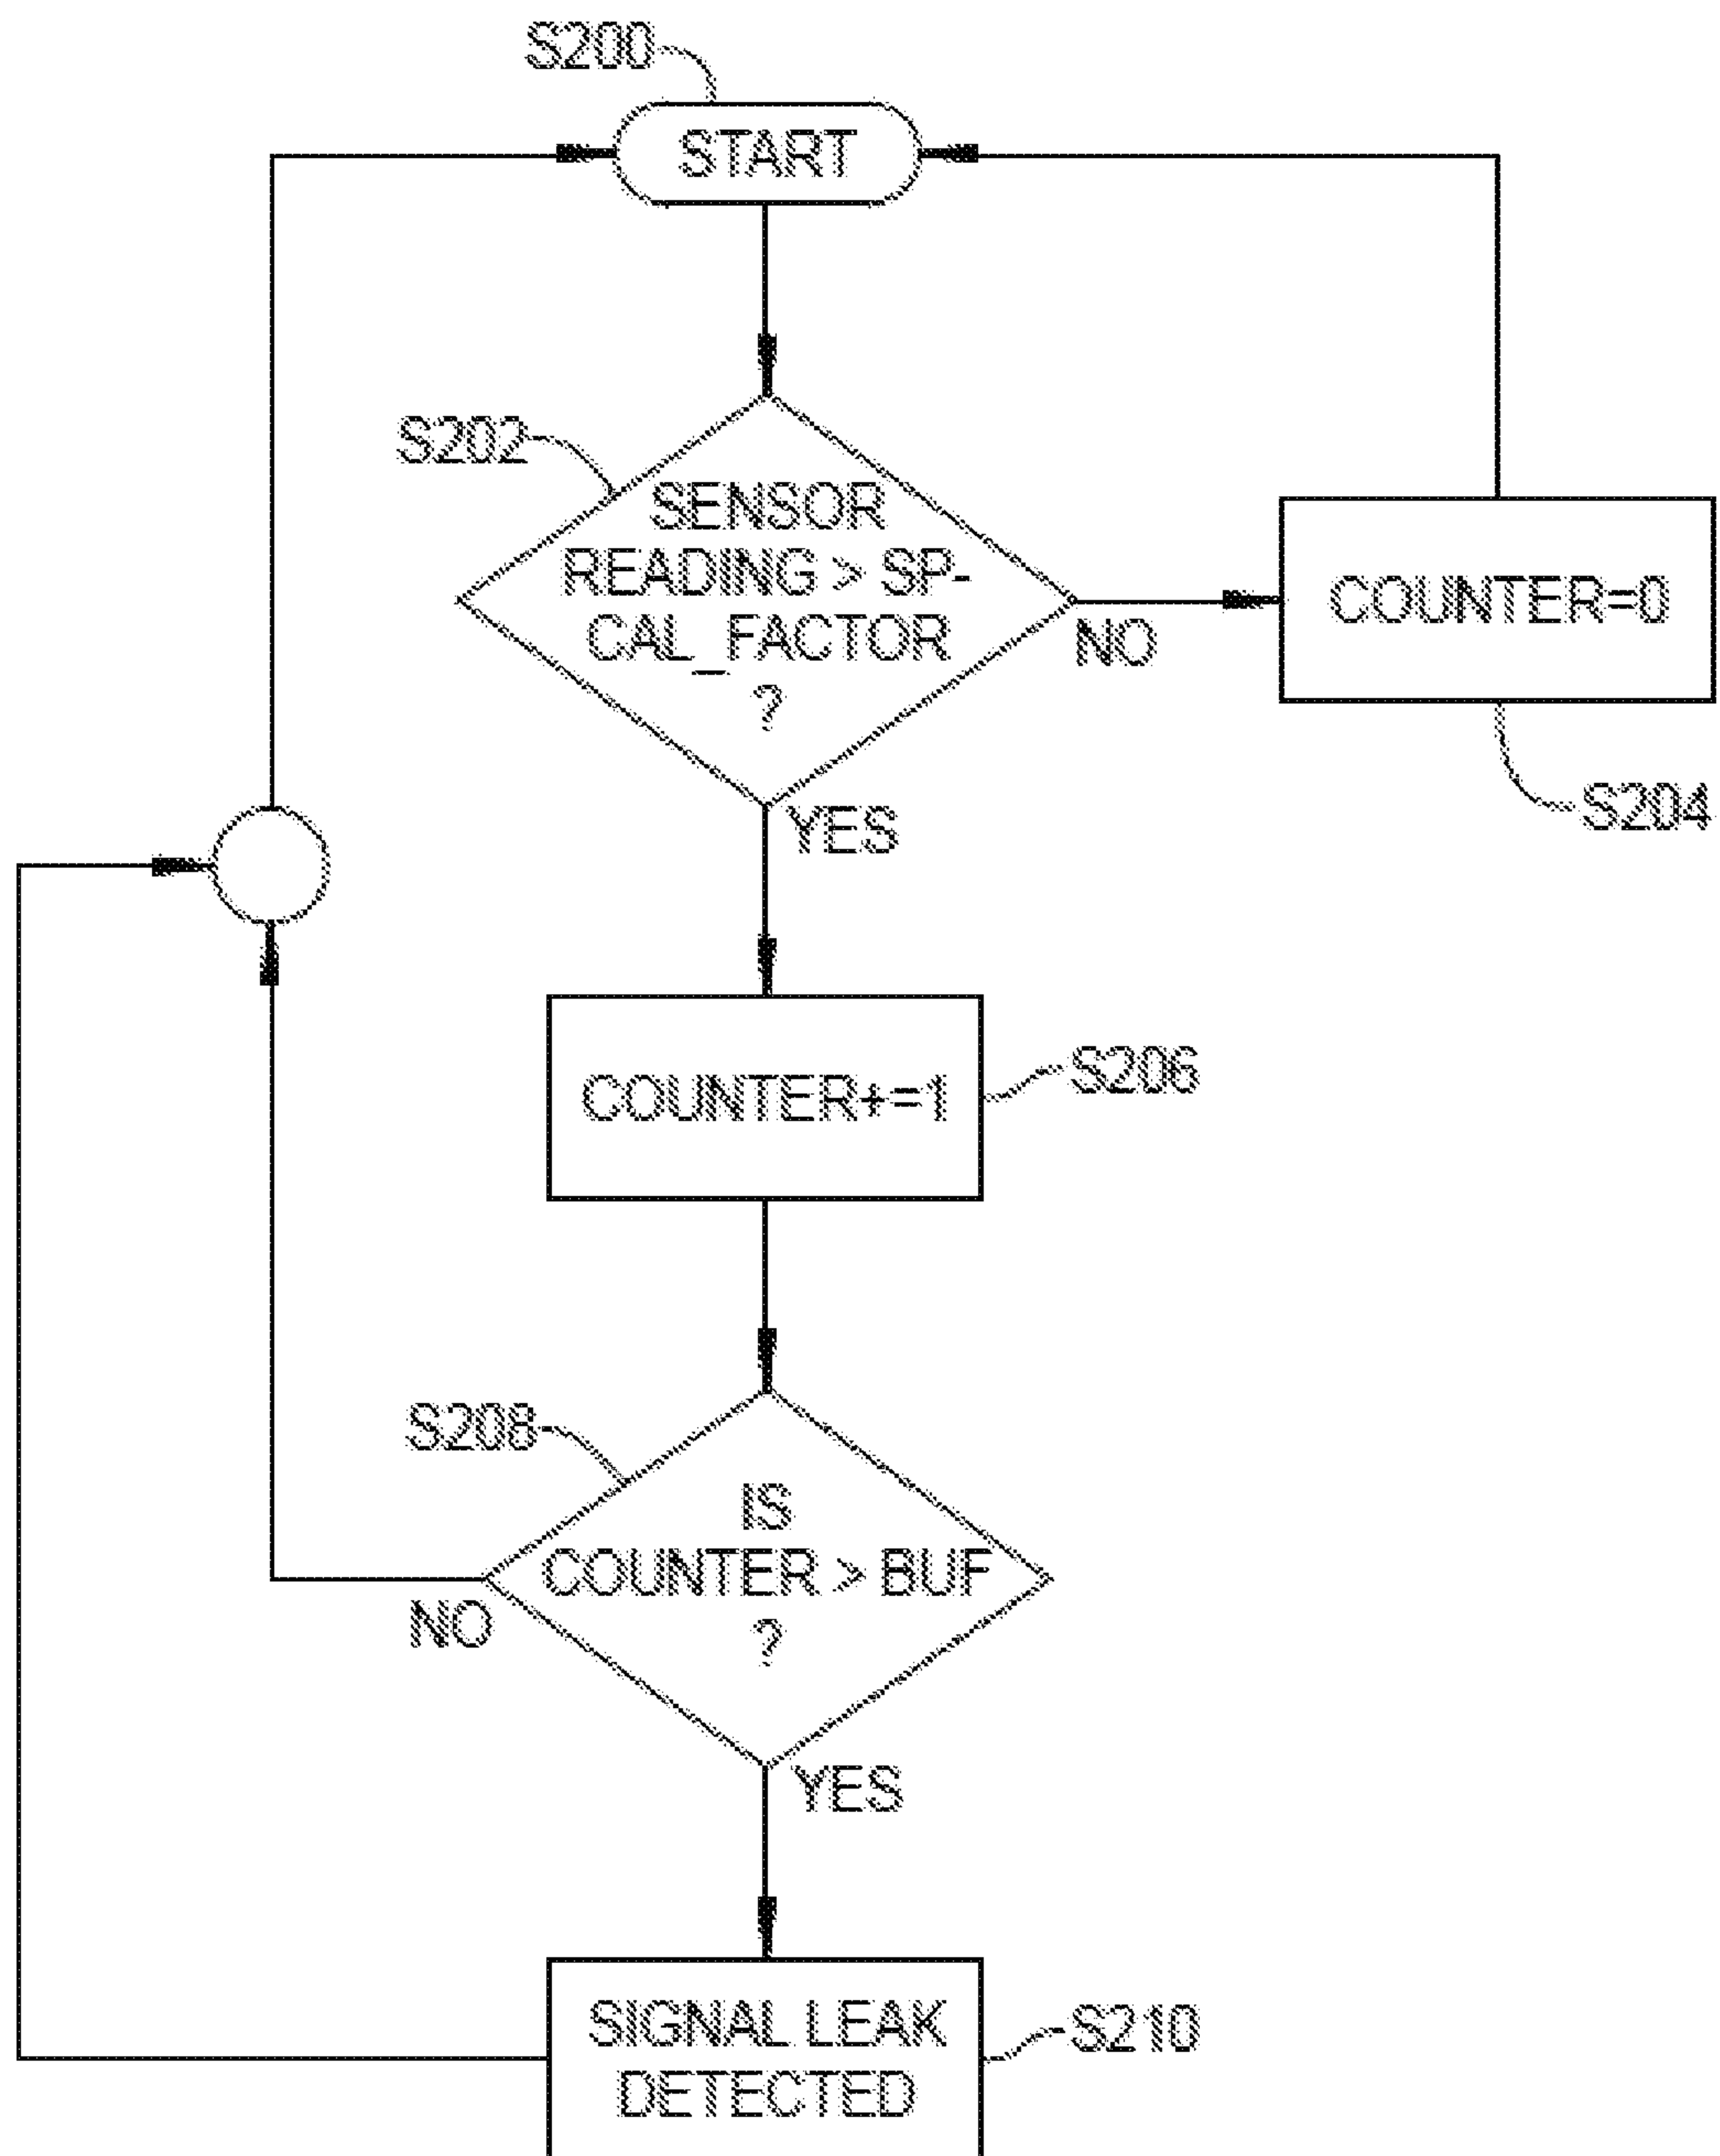 S200
START
S202
SENSOR
READING > SP-
CAL_FACTOR
?
NO
COUNTER=0
S204
YES
COUNTER+=1
S206
S208
IS
COUNTER > BUF
?
NO
YES
SIGNAL LEAK
DETECTED
S210